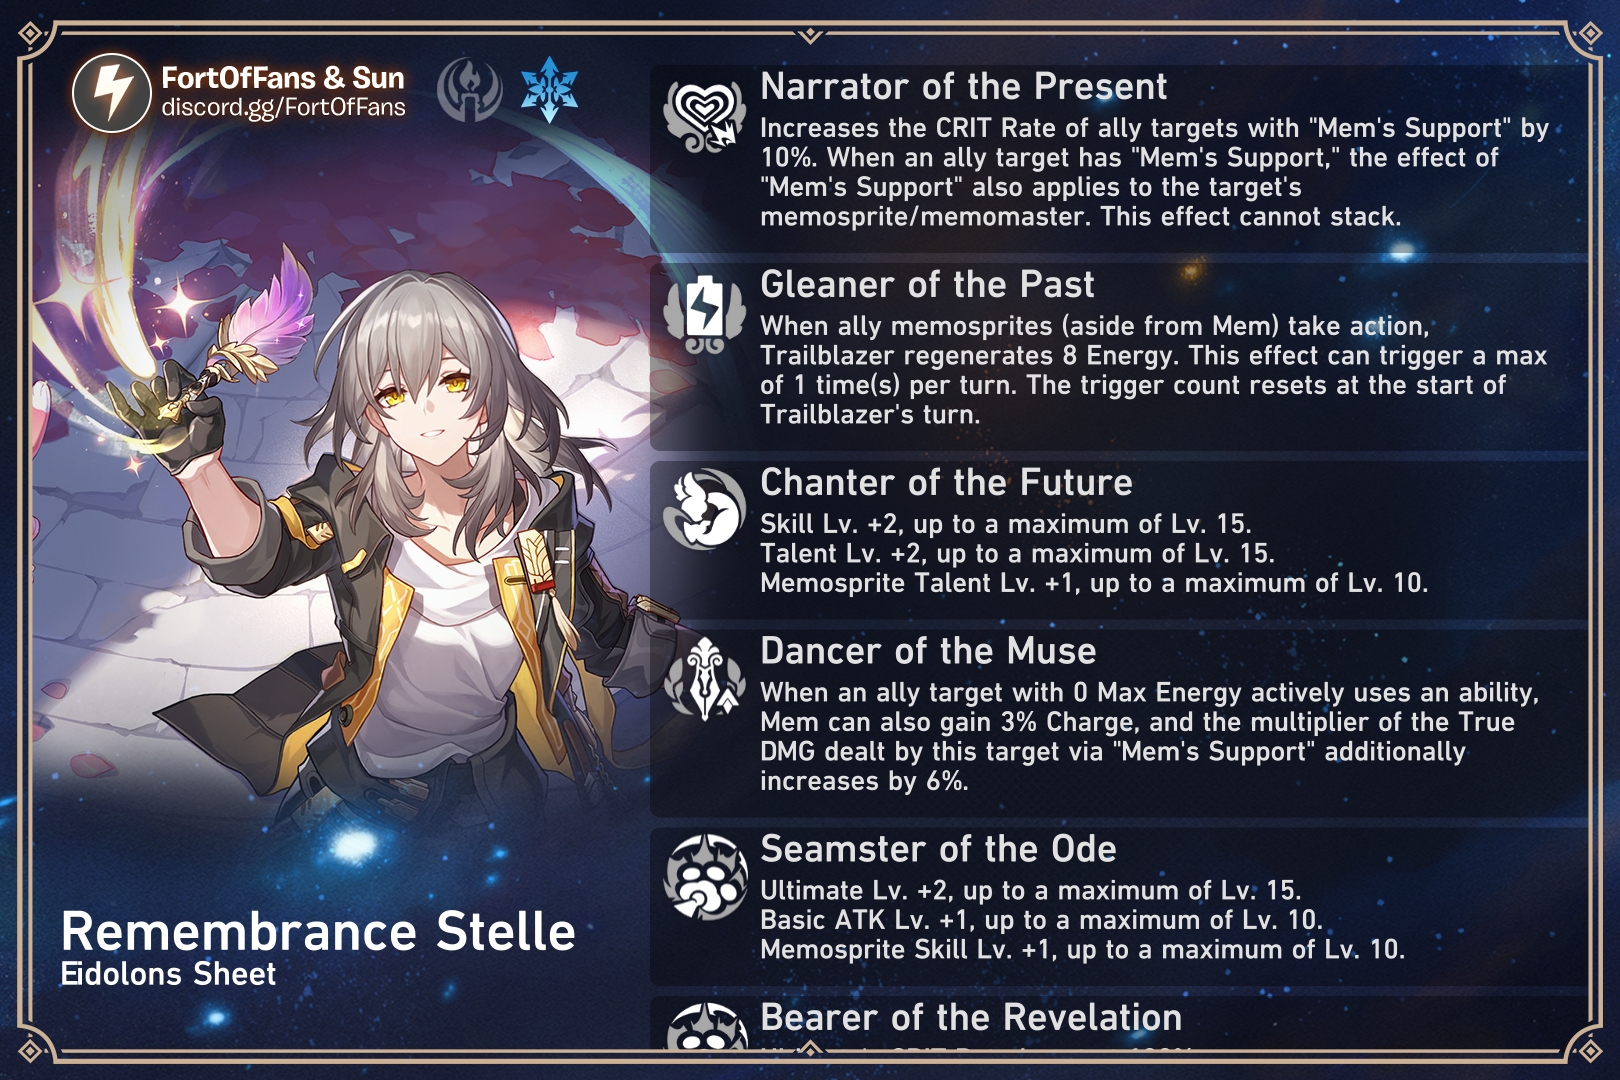 FortOfFans & Sun
discord.gg/FortOfFans
Narrator of the Present
Increases the CRIT Rate of ally targets with "Mem's Support" by
10%. When an ally target has "Mem's Support," the effect of
"Mem's Support" also applies to the target's
memosprite/memomaster. This effect cannot stack.
Gleaner of the Past
When ally memosprites (aside from Mem) take action,
Trailblazer regenerates 8 Energy. This effect can trigger a max
of 1 time(s) per turn. The trigger count resets at the start of
Trailblazer's turn.
Chanter of the Future
Skill Lv. +2, up to a maximum of Lv. 15.
Talent Lv. +2, up to a maximum of Lv. 15.
Memosprite Talent Lv. +1, up to a maximum of Lv. 10.
Dancer of the Muse
When an ally target with 0 Max Energy actively uses an ability,
Mem can also gain 3% Charge, and the multiplier of the True
DMG dealt by this target via "Mem's Support" additionally
increases by 6%.
Seamster of the Ode
Ultimate Lv. +2, up to a maximum of Lv. 15.
Basic ATK Lv. +1, up to a maximum of Lv. 10.
Memosprite Skill Lv. +1, up to a maximum of Lv. 10.
Bearer of the Revelation
Remembrance Stelle
Eidolons Sheet